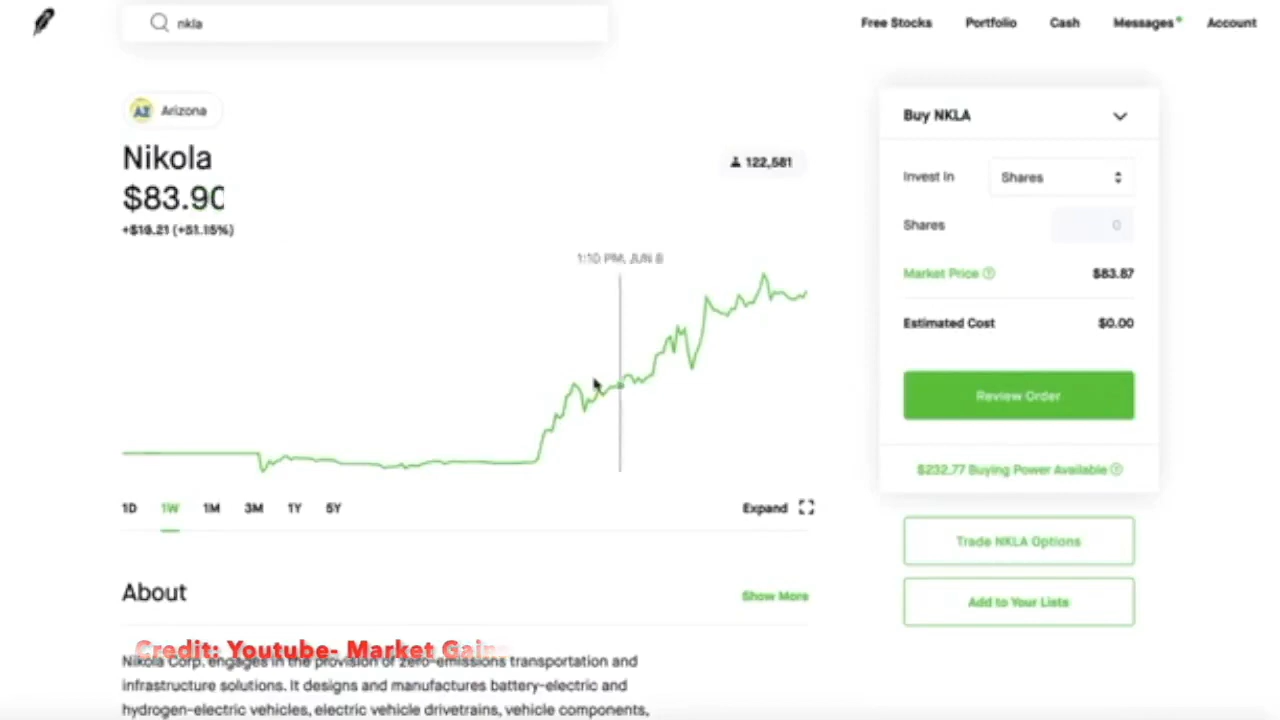 nkla
Free Stocks Portfolio Cash Messages Account
AZ Arizona
Nikola
122,581
$83.90
+$16.21 (+51.15%)
1:10 PM, JUN 8
1D 1W 1M 3M 1Y 5Y
Expand
About
Show More
Credit: Youtube- Market Gains
Nikola Corp. engages in the provision of zero-emissions transportation and
infrastructure solutions. It designs and manufactures battery-electric and
hydrogen-electric vehicles, electric vehicle drivetrains, vehicle components,
Buy NKLA
Invest In Shares
Shares 0
Market Price $83.87
Estimated Cost $0.00
Review Order
$232.77 Buying Power Available
Trade NKLA Options
Add to Your Lists